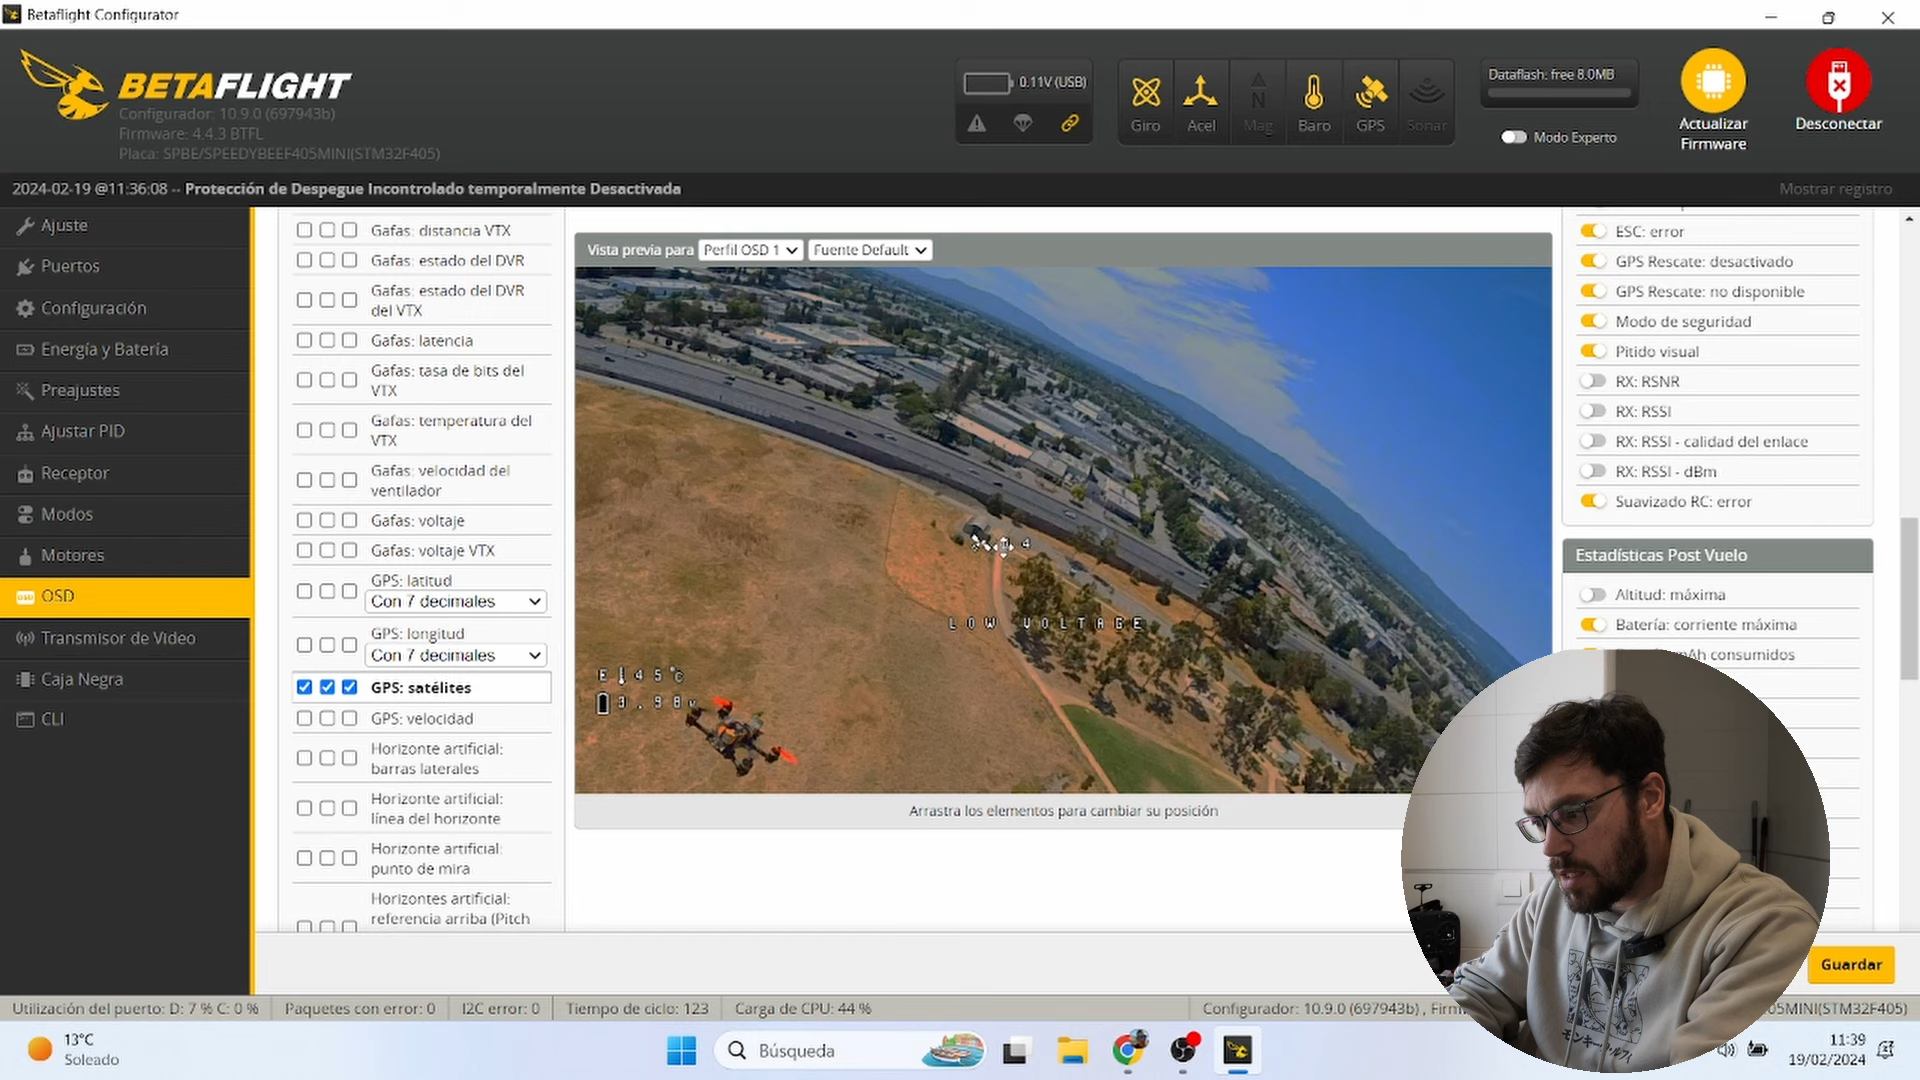 Betaflight Configurator
BETAFLIGHT
Configurador: 10.9.0 (697943b)
Firmware: 4.4.3 BTFL
Placa: SPBE/SPEEDYBEEF405MINI(STM32F405)
0.11V (USB)
Giro
Acel
N
Mag
Baro
GPS
Sonar
Dataflash: free 8.0MB
Modo Experto
Actualizar
Firmware
Desconectar
2024-02-19 @11:36:08 -- Protección de Despegue Incontrolado temporalmente Desactivada
Mostrar registro
Ajuste
Puertos
Configuración
Energía y Batería
Preajustes
Ajustar PID
Receptor
Modos
Motores
OSD
Transmisor de Video
Caja Negra
CLI
Gafas: distancia VTX
Gafas: estado del DVR
Gafas: estado del DVR
del VTX
Gafas: latencia
Gafas: tasa de bits del
VTX
Gafas: temperatura del
VTX
Gafas: velocidad del
ventilador
Gafas: voltaje
Gafas: voltaje VTX
GPS: latitud
Con 7 decimales
GPS: longitud
Con 7 decimales
GPS: satélites
GPS: velocidad
Horizonte artificial:
barras laterales
Horizonte artificial:
línea del horizonte
Horizonte artificial:
punto de mira
Horizontes artificial:
referencia arriba (Pitch
Vista previa para Perfil OSD 1 Fuente Default
4
LOW VOLTAGE
E 45°C
3.98V
Arrastra los elementos para cambiar su posición
ESC: error
GPS Rescate: desactivado
GPS Rescate: no disponible
Modo de seguridad
Pitido visual
RX: RSNR
RX: RSSI
RX: RSSI - calidad del enlace
RX: RSSI - dBm
Suavizado RC: error
Estadísticas Post Vuelo
Altitud: máxima
Batería: corriente máxima
mAh consumidos
Guardar
Utilización del puerto: D: 7 % C: 0 %
Paquetes con error: 0
I2C error: 0
Tiempo de ciclo: 123
Carga de CPU: 44 %
Configurador: 10.9.0 (697943b) , Firm
05MINI(STM32F405)
13°C
Soleado
Búsqueda
11:39
19/02/2024